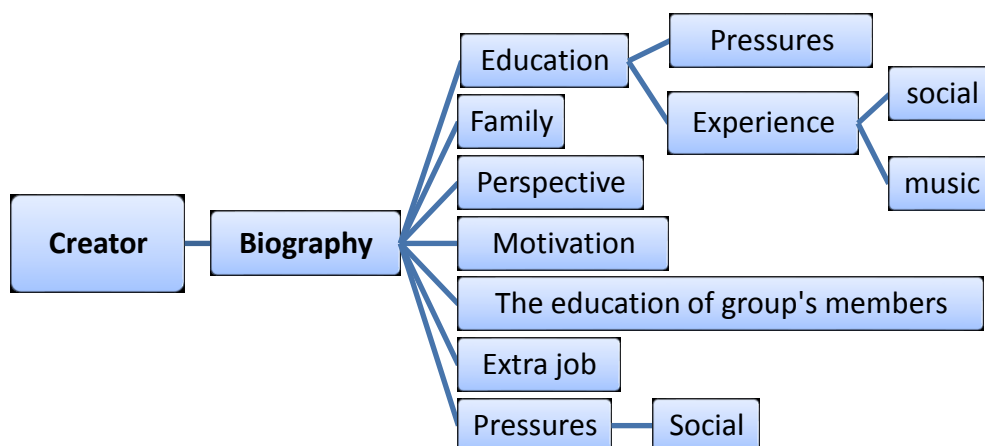 Creator
Biography
Education
Pressures
Experience
social
music
Family
Perspective
Motivation
The education of group's members
Extra job
Pressures
Social